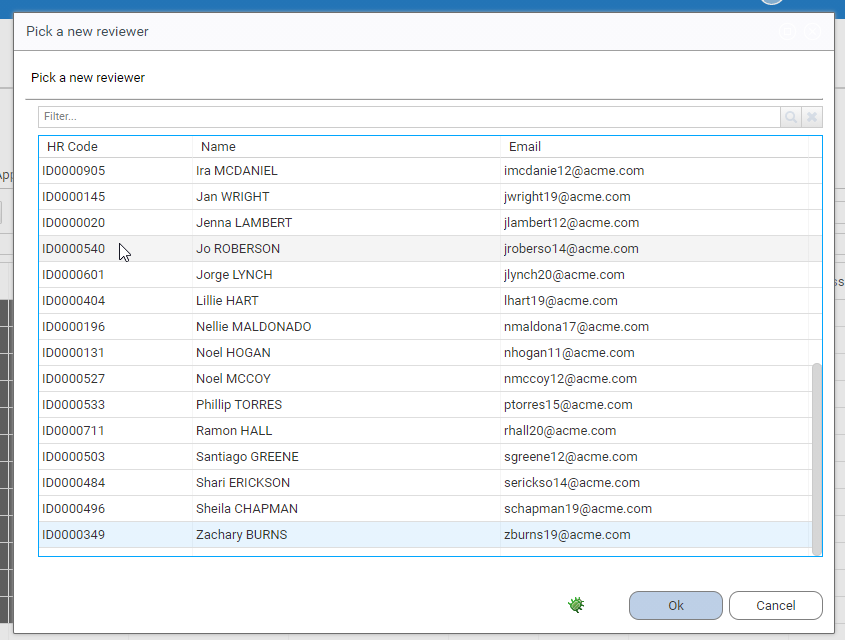 Pick a new reviewer
Pick a new reviewer
Filter...
HR Code Name Email
ID0000905 Ira MCDANIEL imcdanie12@acme.com
ID0000145 Jan WRIGHT jwright19@acme.com
ID0000020 Jenna LAMBERT jlambert12@acme.com
ID0000540 Jo ROBERSON jroberso14@acme.com
ID0000601 Jorge LYNCH jlynch20@acme.com
ID0000404 Lillie HART lhart19@acme.com
ID0000196 Nellie MALDONADO nmaldona17@acme.com
ID0000131 Noel HOGAN nhogan11@acme.com
ID0000527 Noel MCCOY nmccoy12@acme.com
ID0000533 Phillip TORRES ptorres15@acme.com
ID0000711 Ramon HALL rhall20@acme.com
ID0000503 Santiago GREENE sgreene12@acme.com
ID0000484 Shari ERICKSON serickso14@acme.com
ID0000496 Sheila CHAPMAN schapman19@acme.com
ID0000349 Zachary BURNS zburns19@acme.com
Ok Cancel